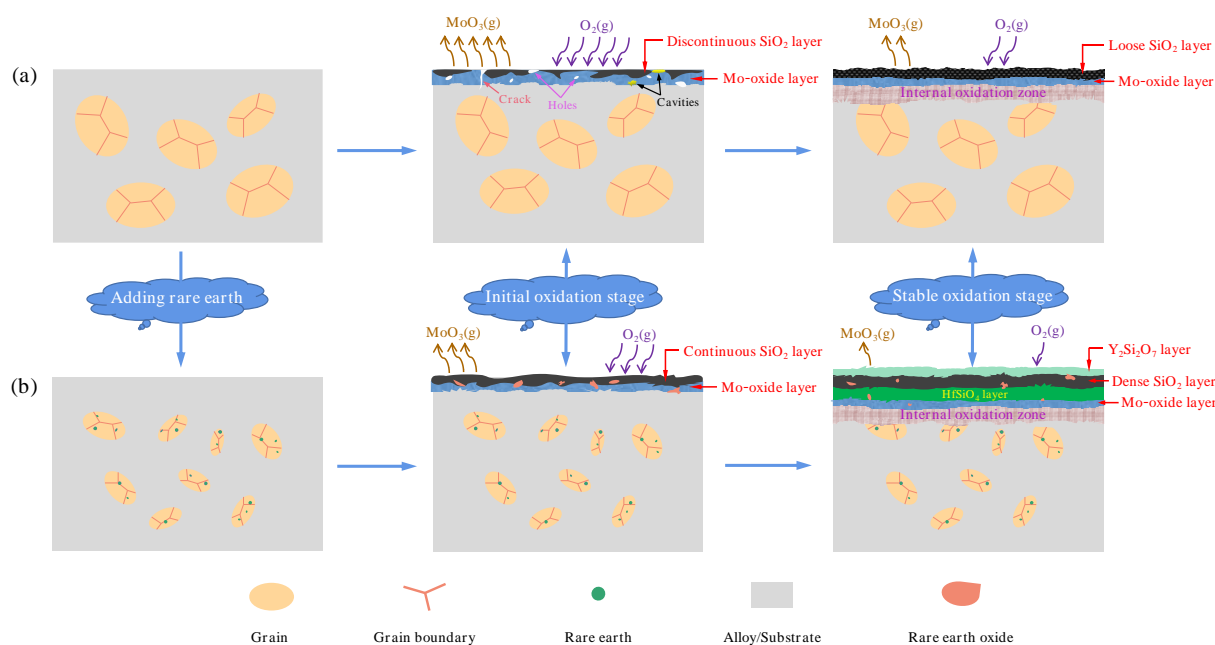 MoO₃(g)
O₂(g)
Discontinuous SiO₂ layer
Mo-oxide layer
Crack
Holes
Cavities
MoO₃(g)
O₂(g)
Loose SiO₂ layer
Mo-oxide layer
Internal oxidation zone
(a)
Adding rare earth
Initial oxidation stage
Stable oxidation stage
(b)
MoO₃(g)
O₂(g)
Continuous SiO₂ layer
Mo-oxide layer
MoO₃(g)
O₂(g)
Y₂Si₂O₇ layer
Dense SiO₂ layer
HfSiO₄ layer
Mo-oxide layer
Internal oxidation zone
Grain
Grain boundary
Rare earth
Alloy/Substrate
Rare earth oxide